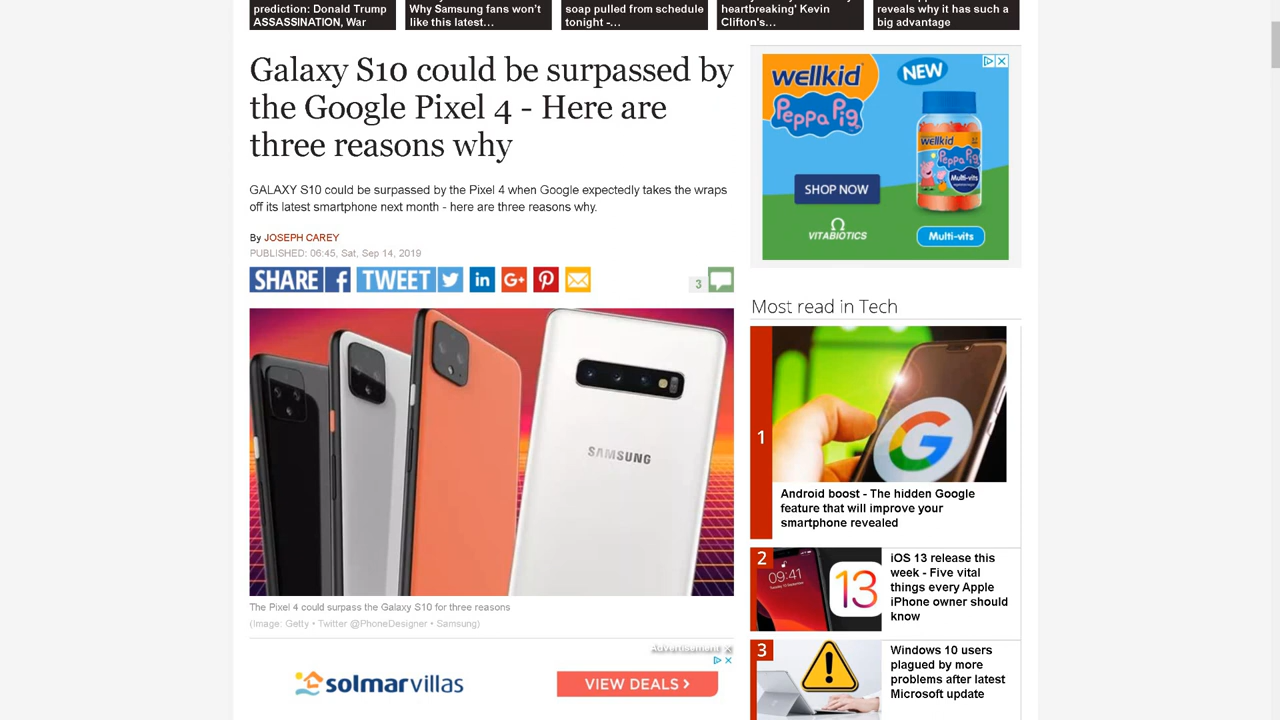 prediction: Donald Trump
ASSASSINATION, War
Why Samsung fans won't
like this latest…
soap pulled from schedule
tonight -…
heartbreaking' Kevin
Clifton's…
reveals why it has such a
big advantage
Galaxy S10 could be surpassed by
the Google Pixel 4 - Here are
three reasons why
GALAXY S10 could be surpassed by the Pixel 4 when Google expectedly takes the wraps
off its latest smartphone next month - here are three reasons why.
By JOSEPH CAREY
PUBLISHED: 06:45, Sat, Sep 14, 2019
SHARE f TWEET in G+
3
SAMSUNG
The Pixel 4 could surpass the Galaxy S10 for three reasons
(Image: Getty • Twitter @PhoneDesigner • Samsung)
Advertisement
solmarvillas
VIEW DEALS >
wellkid
NEW
Peppa Pig
wellkid
Peppa Pig
Multi-vits
SHOP NOW
VITABIOTICS
Multi-vits
Most read in Tech
1
G
Android boost - The hidden Google
feature that will improve your
smartphone revealed
2
09:41
13
iOS 13 release this
week - Five vital
things every Apple
iPhone owner should
know
3
Windows 10 users
plagued by more
problems after latest
Microsoft update